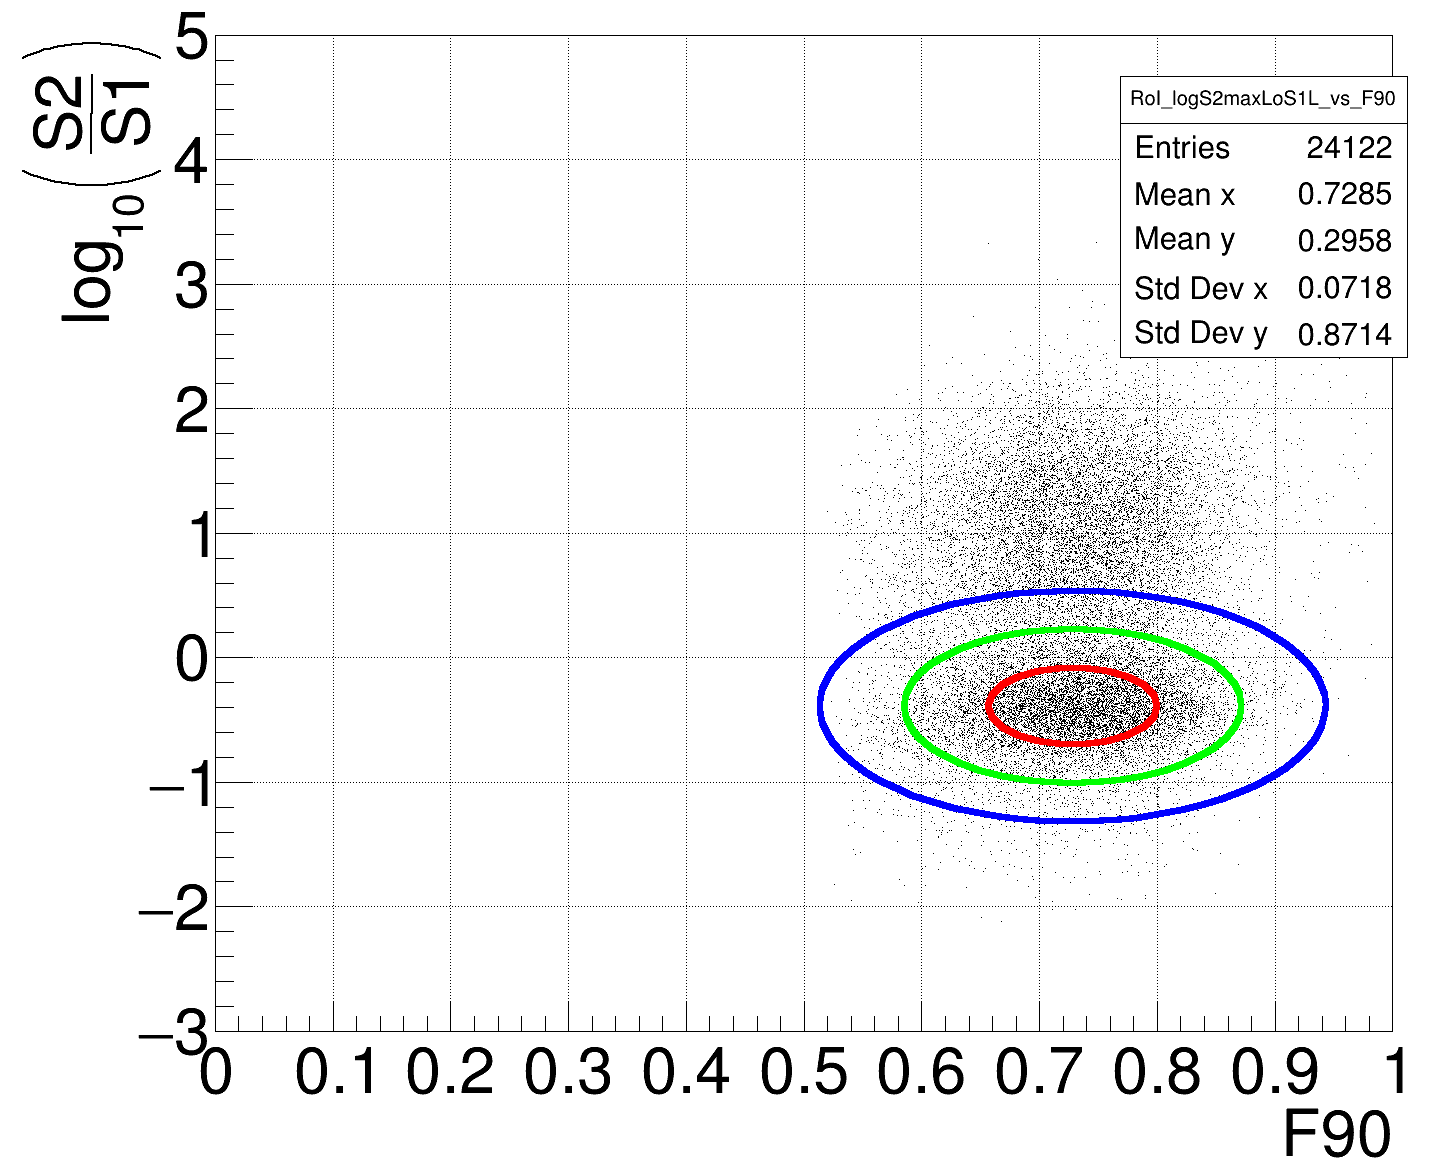 log10(S2/S1)
5
4
3
2
1
0
−1
−2
−3
0 0.1 0.2 0.3 0.4 0.5 0.6 0.7 0.8 0.9 1
F90
RoI_logS2maxLoS1L_vs_F90
Entries 24122
Mean x 0.7285
Mean y 0.2958
Std Dev x 0.0718
Std Dev y 0.8714